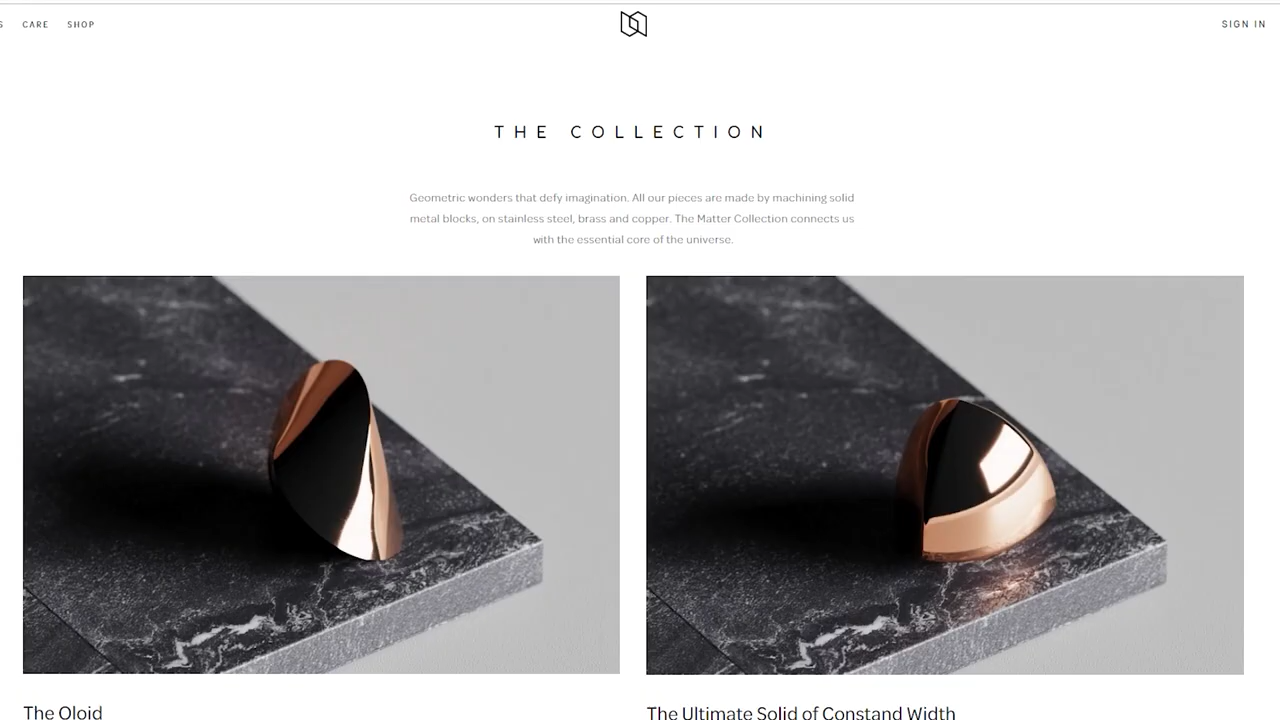 S CARE SHOP
SIGN IN
THE COLLECTION
Geometric wonders that defy imagination. All our pieces are made by machining solid
metal blocks, on stainless steel, brass and copper. The Matter Collection connects us
with the essential core of the universe.
The Oloid
The Ultimate Solid of Constand Width